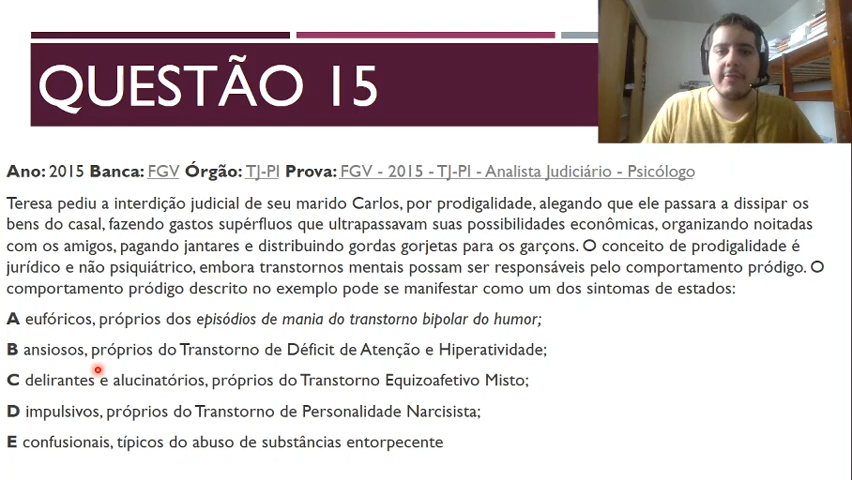 QUESTÃO 15
Ano: 2015 Banca: FGV Órgão: TJ-PI Prova: FGV - 2015 - TJ-PI - Analista Judiciário - Psicólogo
Teresa pediu a interdição judicial de seu marido Carlos, por prodigalidade, alegando que ele passara a dissipar os
bens do casal, fazendo gastos supérfluos que ultrapassavam suas possibilidades econômicas, organizando noitadas
com os amigos, pagando jantares e distribuindo gordas gorjetas para os garçons. O conceito de prodigalidade é
jurídico e não psiquiátrico, embora transtornos mentais possam ser responsáveis pelo comportamento pródigo. O
comportamento pródigo descrito no exemplo pode se manifestar como um dos sintomas de estados:
A eufóricos, próprios dos episódios de mania do transtorno bipolar do humor;
B ansiosos, próprios do Transtorno de Déficit de Atenção e Hiperatividade;
C delirantes e alucinatórios, próprios do Transtorno Equizoafetivo Misto;
D impulsivos, próprios do Transtorno de Personalidade Narcisista;
E confusionais, típicos do abuso de substâncias entorpecente